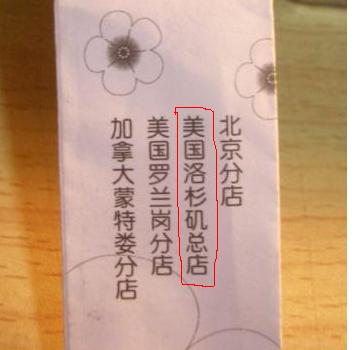 北京分店
美国洛杉矶总店
美国罗兰岗分店
加拿大蒙特娄分店